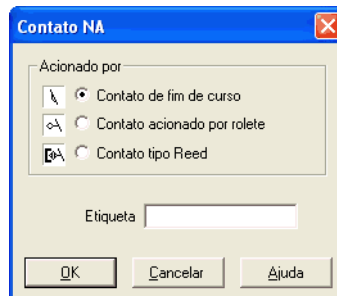 Contato NA
Acionado por
Contato de fim de curso
Contato acionado por rolete
Contato tipo Reed
Etiqueta
OK Cancelar Ajuda